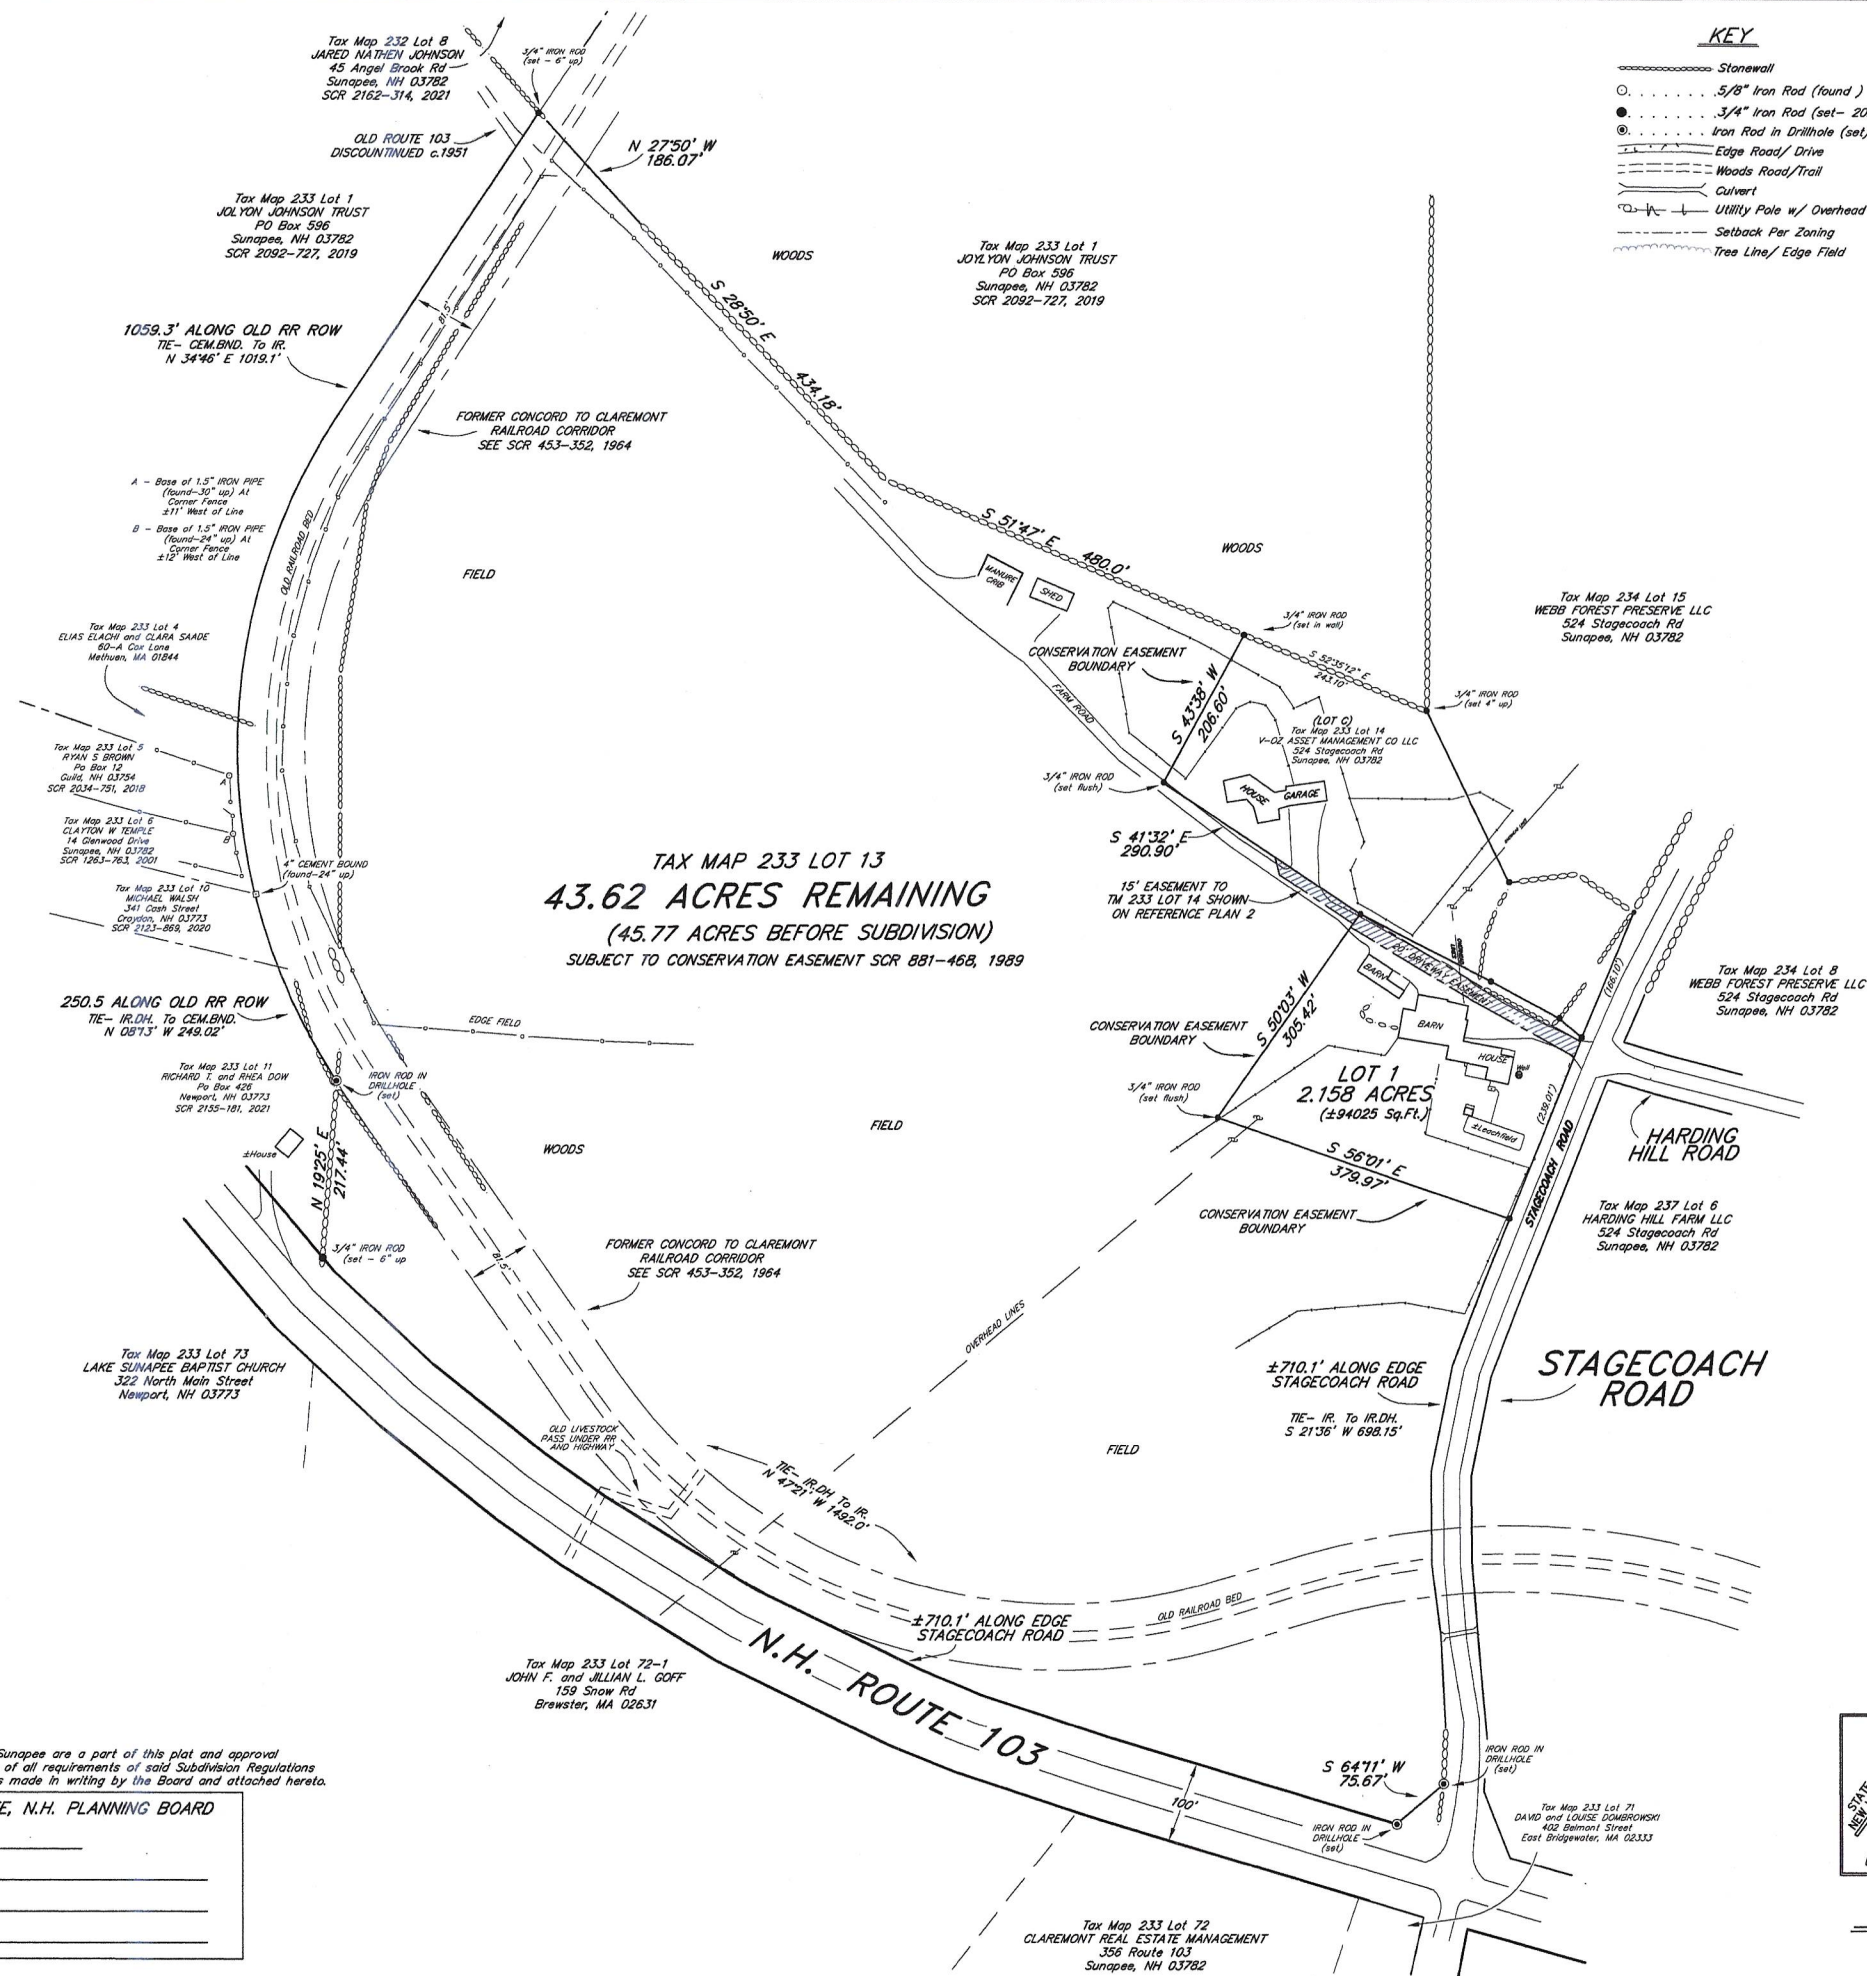 Tax Map 232 Lot 8
JARED NATHEN JOHNSON
45 Angel Brook Rd
Sunapee, NH 03782
SCR 2162-314, 2021
3/4" IRON ROD
(set - 6" up)
OLD ROUTE 103
DISCOUNTINUED c.1951
N 27°50' W
186.07'
Tax Map 233 Lot 1
JOLYON JOHNSON TRUST
PO Box 596
Sunapee, NH 03782
SCR 2092-727, 2019
WOODS
Tax Map 233 Lot 1
JOYLYON JOHNSON TRUST
PO Box 596
Sunapee, NH 03782
SCR 2092-727, 2019
KEY
Stonewall
5/8" Iron Rod (found )
3/4" Iron Rod (set- 20
Iron Rod in Drillhole (set)
Edge Road/ Drive
Woods Road/Trail
Culvert
Utility Pole w/ Overhead
Setback Per Zoning
Tree Line/ Edge Field
S 28°50' E
434.18'
81.5'
1059.3' ALONG OLD RR ROW
TIE- CEM.BND. To IR.
N 34°46' E 1019.1'
FORMER CONCORD TO CLAREMONT
RAILROAD CORRIDOR
SEE SCR 453-352, 1964
A - Base of 1.5" IRON PIPE
(found-30" up) At
Corner Fence
±11' West of Line
B - Base of 1.5" IRON PIPE
(found-24" up) At
Corner Fence
±12' West of Line
OLD RAILROAD BED
FIELD
S 51°47' E
480.0'
WOODS
MANURE
CRIB
SHED
3/4" IRON ROD
(set in wall)
Tax Map 234 Lot 15
WEBB FOREST PRESERVE LLC
524 Stagecoach Rd
Sunapee, NH 03782
Tax Map 233 Lot 4
ELIAS ELACHI and CLARA SAADE
60-A Cox Lane
Methuen, MA 01844
CONSERVATION EASEMENT
BOUNDARY
S 52°35'12" E
243.10'
3/4" IRON ROD
(set 4" up)
FARM ROAD
S 43°38' W
206.60'
(LOT C)
Tax Map 233 Lot 14
V-OZ ASSET MANAGEMENT CO LLC
524 Stagecoach Rd
Sunapee, NH 03782
Tax Map 233 Lot 5
RYAN S BROWN
Po Box 12
Guild, NH 03754
SCR 2034-751, 2018
A
3/4" IRON ROD
(set flush)
HOUSE
GARAGE
Tax Map 233 Lot 6
CLAYTON W TEMPLE
14 Glenwood Drive
Sunapee, NH 03782
SCR 1263-763, 2001
B
S 41°32' E
290.90'
4" CEMENT BOUND
(found-24" up)
TAX MAP 233 LOT 13
43.62 ACRES REMAINING
(45.77 ACRES BEFORE SUBDIVISION)
SUBJECT TO CONSERVATION EASEMENT SCR 881-468, 1989
15' EASEMENT TO
TM 233 LOT 14 SHOWN
ON REFERENCE PLAN 2
Tax Map 233 Lot 10
MICHAEL WALSH
341 Cash Street
Croydon, NH 03773
SCR 2123-869, 2020
20' DRIVEWAY EASEMENT
BARN
(166.10')
Tax Map 234 Lot 8
WEBB FOREST PRESERVE LLC
524 Stagecoach Rd
Sunapee, NH 03782
250.5 ALONG OLD RR ROW
TIE- IR.DH. To CEM.BND.
N 08°13' W 249.02'
EDGE FIELD
S 50°03' W
305.42'
CONSERVATION EASEMENT
BOUNDARY
BARN
HOUSE
Well
Tax Map 233 Lot 11
RICHARD T. and RHEA DOW
Po Box 426
Newport, NH 03773
SCR 2155-181, 2021
IRON ROD IN
DRILLHOLE
(set)
3/4" IRON ROD
(set flush)
LOT 1
2.158 ACRES
(±94025 Sq.Ft.)
±Leachfield
(239.01')
STAGECOACH ROAD
HARDING
HILL ROAD
±House
N 19°25' E
217.44'
WOODS
FIELD
S 56°01' E
379.97'
CONSERVATION EASEMENT
BOUNDARY
Tax Map 237 Lot 6
HARDING HILL FARM LLC
524 Stagecoach Rd
Sunapee, NH 03782
3/4" IRON ROD
(set - 6" up
81.5'
FORMER CONCORD TO CLAREMONT
RAILROAD CORRIDOR
SEE SCR 453-352, 1964
OVERHEAD LINES
Tax Map 233 Lot 73
LAKE SUNAPEE BAPTIST CHURCH
322 North Main Street
Newport, NH 03773
±710.1' ALONG EDGE
STAGECOACH ROAD
TIE- IR. To IR.DH.
S 21°36' W 698.15'
STAGECOACH
ROAD
OLD LIVESTOCK
PASS UNDER RR
AND HIGHWAY
TIE- IR.DH To IR.
N 47°21' W 1492.0'
FIELD
OLD RAILROAD BED
±710.1' ALONG EDGE
STAGECOACH ROAD
N.H. ROUTE 103
Tax Map 233 Lot 72-1
JOHN F. and JILLIAN L. GOFF
159 Snow Rd
Brewster, MA 02631
Sunapee are a part of this plat and approval
of all requirements of said Subdivision Regulations
s made in writing by the Board and attached hereto.
E, N.H. PLANNING BOARD
100'
S 64°11' W
75.67'
IRON ROD IN
DRILLHOLE
(set)
IRON ROD IN
DRILLHOLE
(set)
Tax Map 233 Lot 71
DAVID and LOUISE DOMBROWSKI
402 Belmont Street
East Bridgewater, MA 02333
STATE
NEW
Tax Map 233 Lot 72
CLAREMONT REAL ESTATE MANAGEMENT
356 Route 103
Sunapee, NH 03782